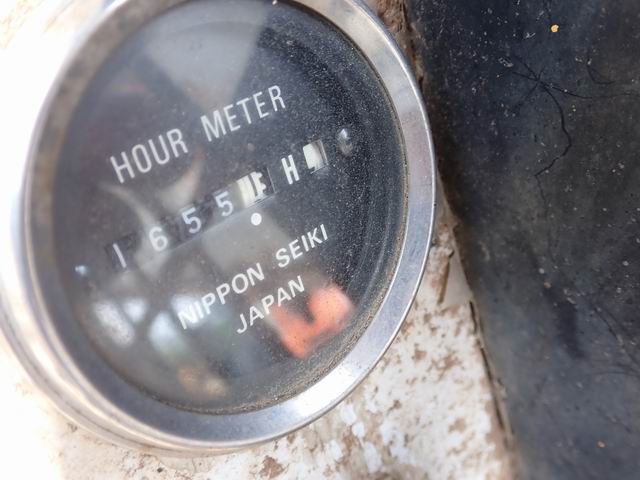 HOUR METER
1655 H
NIPPON SEIKI
JAPAN